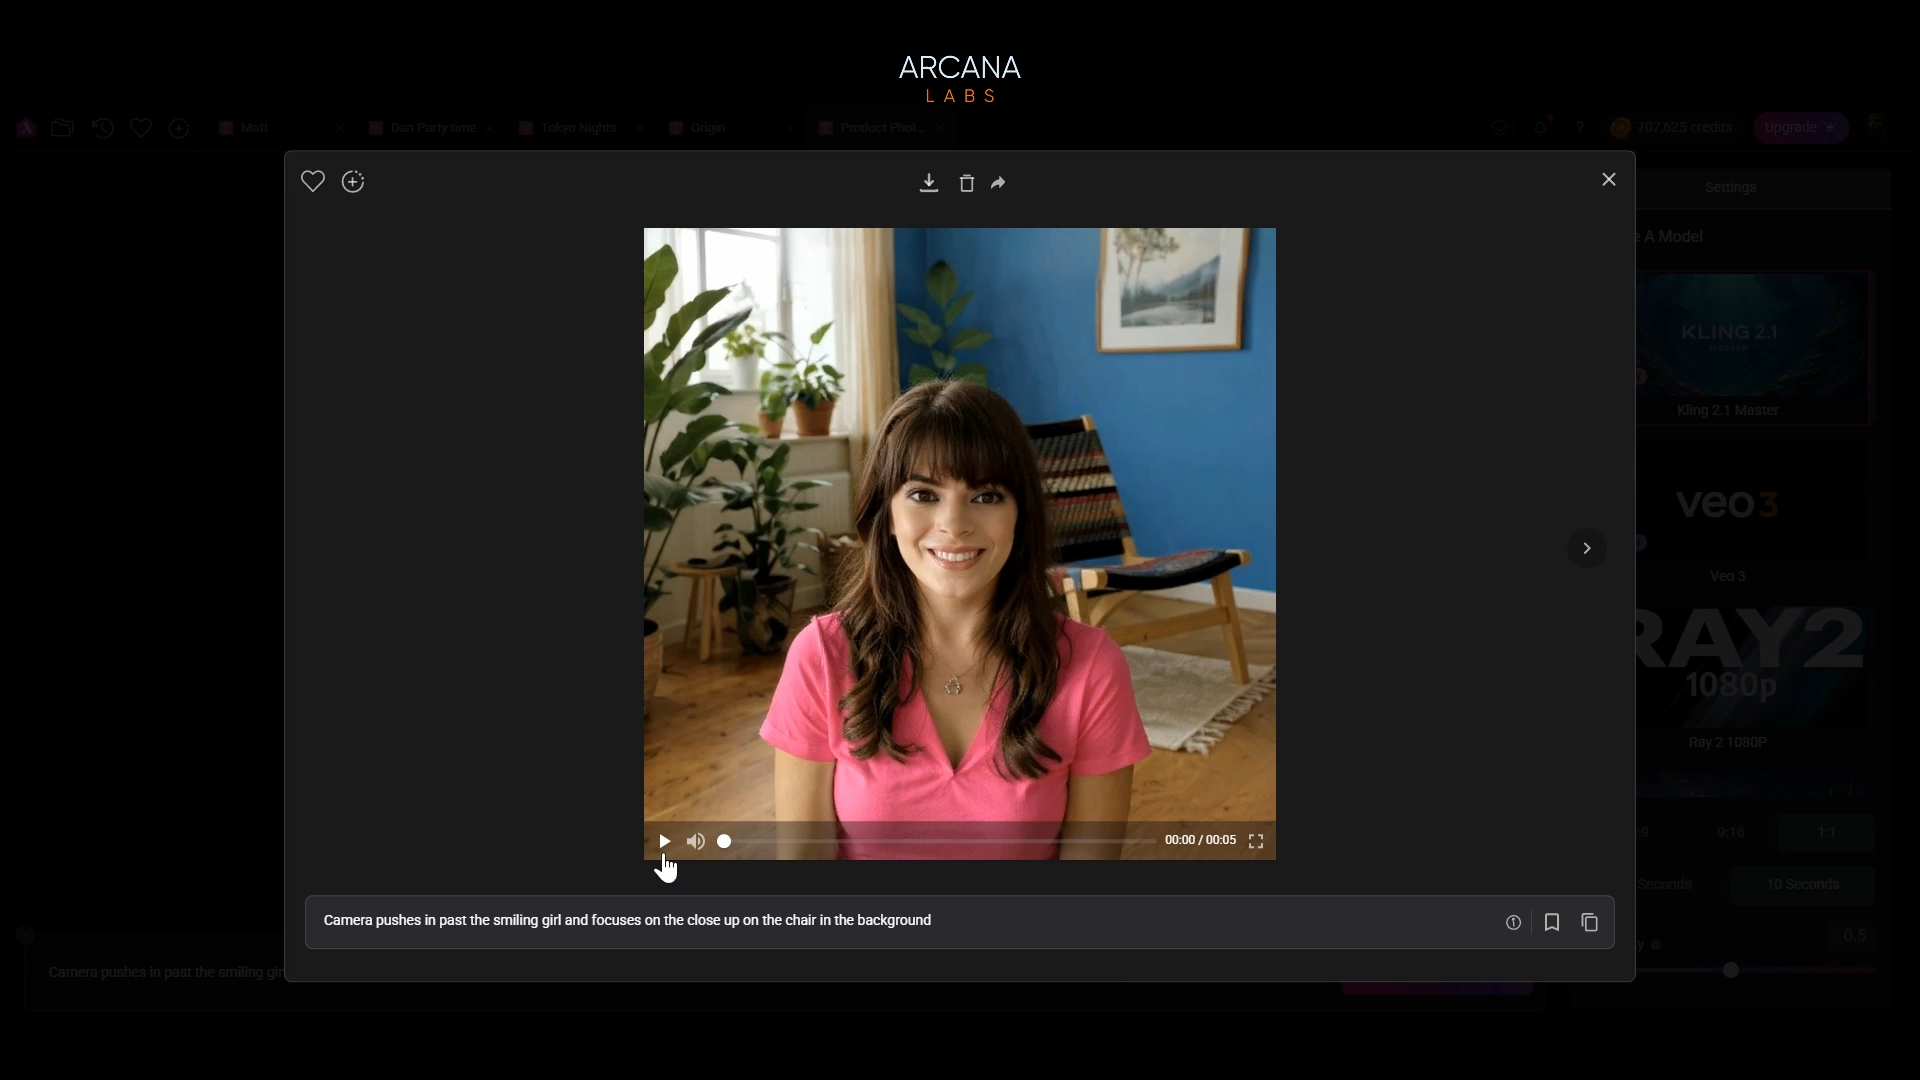 ARCANA
LABS
Matt
Dan Party time
Tokyo Nights
Origin
Product Phot...
?
707,625 credits
Upgrade
Settings
A Model
KLING 2.1
MASTER
Kling 2.1 Master
veo3
Veo 3
RAY2
1080p
Ray 2 1080P
00:00 / 00:05
:9
9:16
1:1
Seconds
10 Seconds
Camera pushes in past the smiling girl and focuses on the close up on the chair in the background
0.5
Camera pushes in past the smiling gir